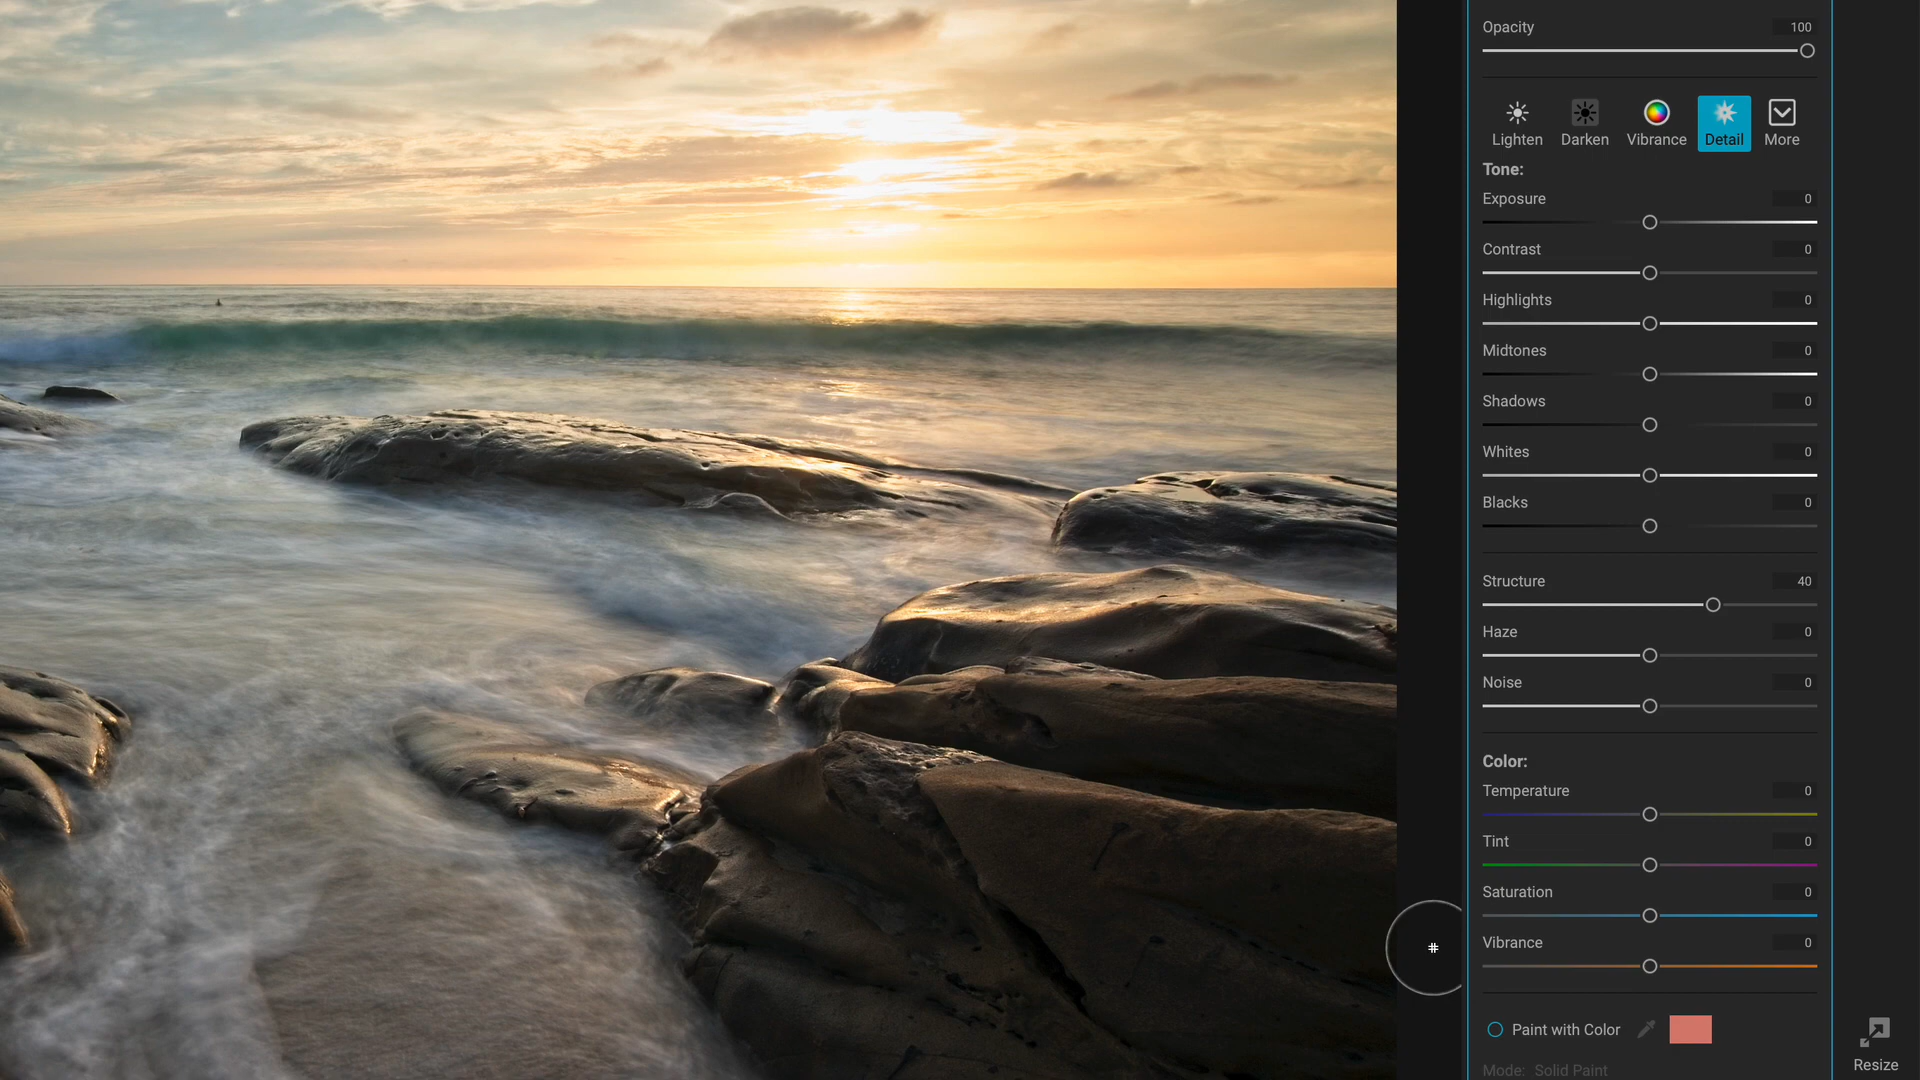 Opacity 100
Lighten Darken Vibrance Detail More
Tone:
Exposure 0
Contrast 0
Highlights 0
Midtones 0
Shadows 0
Whites 0
Blacks 0
Structure 40
Haze 0
Noise 0
Color:
Temperature 0
Tint 0
Saturation 0
Vibrance 0
Paint with Color
Mode: Solid Paint
Resize